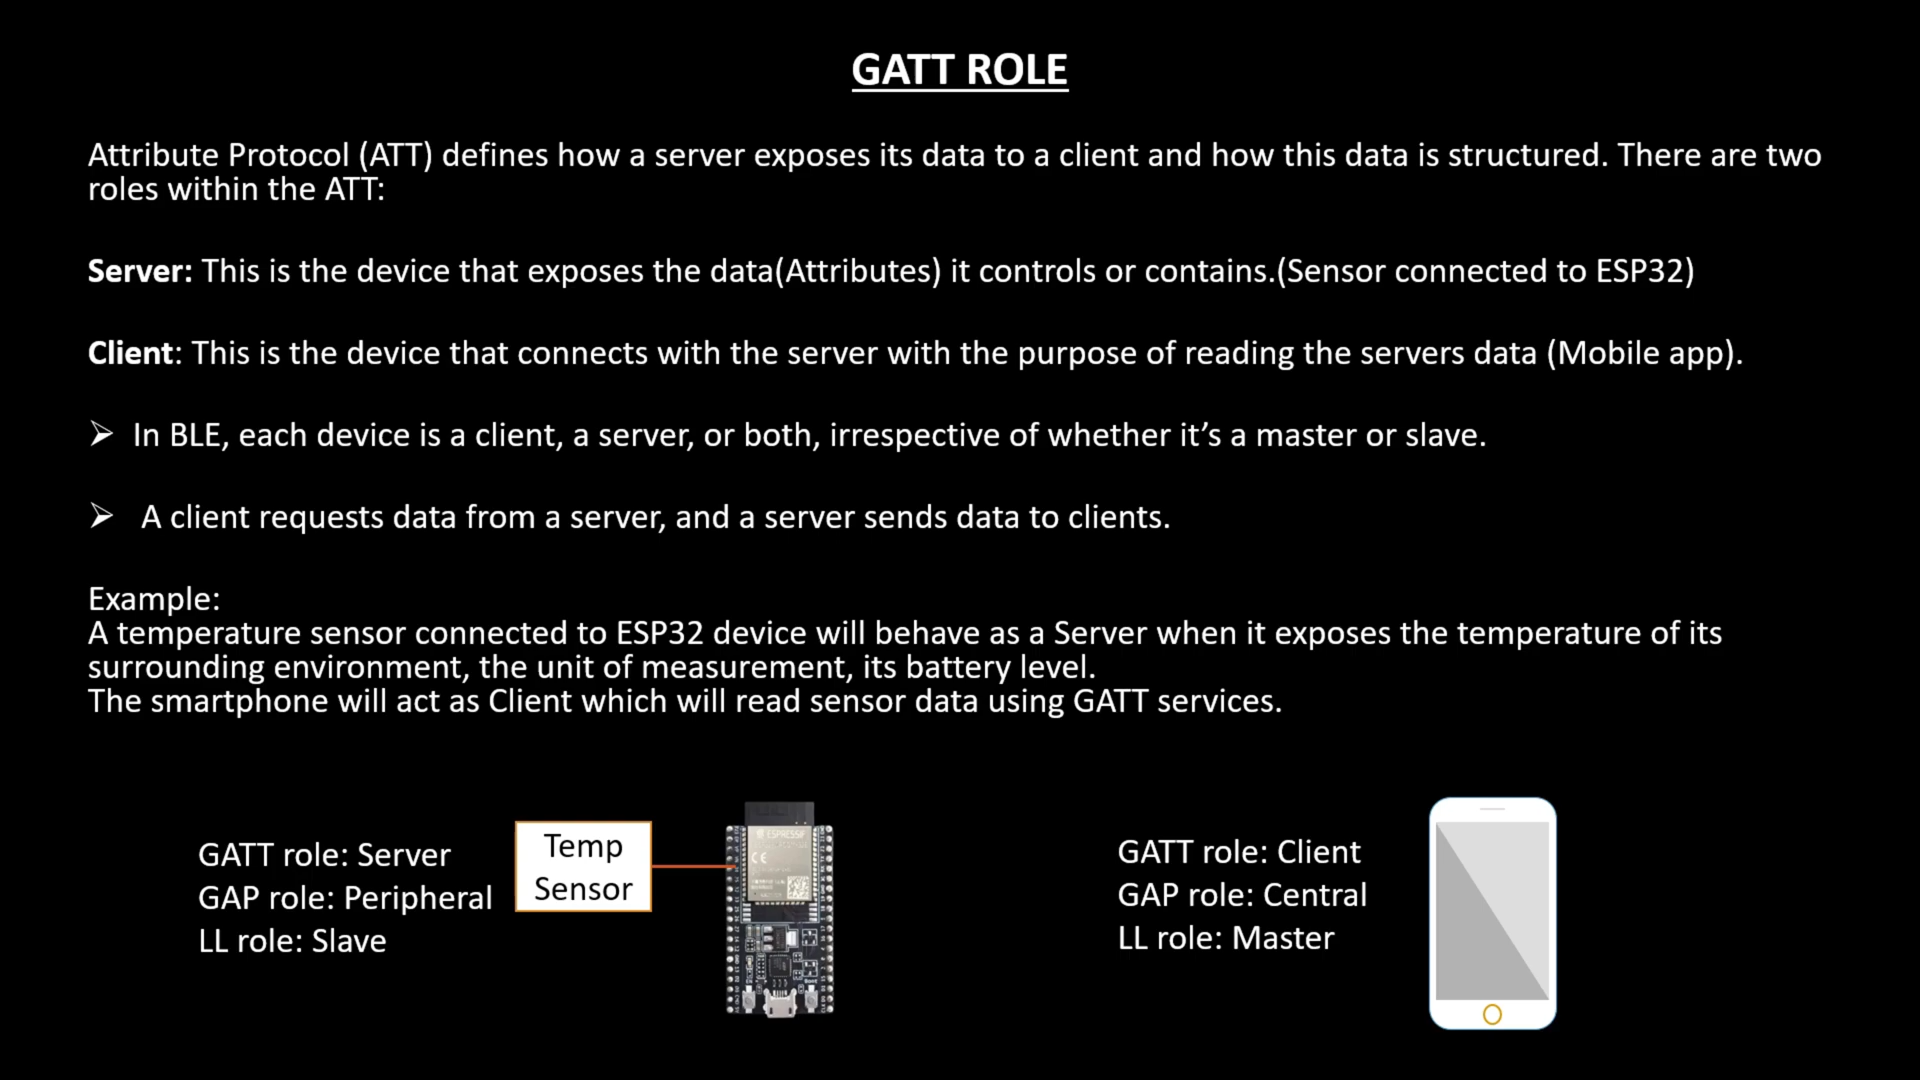 GATT ROLE
Attribute Protocol (ATT) defines how a server exposes its data to a client and how this data is structured. There are two
roles within the ATT:
Server: This is the device that exposes the data(Attributes) it controls or contains.(Sensor connected to ESP32)
Client: This is the device that connects with the server with the purpose of reading the servers data (Mobile app).
➢ In BLE, each device is a client, a server, or both, irrespective of whether it’s a master or slave.
➢ A client requests data from a server, and a server sends data to clients.
Example:
A temperature sensor connected to ESP32 device will behave as a Server when it exposes the temperature of its
surrounding environment, the unit of measurement, its battery level.
The smartphone will act as Client which will read sensor data using GATT services.
GATT role: Server
GAP role: Peripheral
LL role: Slave
Temp
Sensor
ESPRESSIF
CE
GATT role: Client
GAP role: Central
LL role: Master